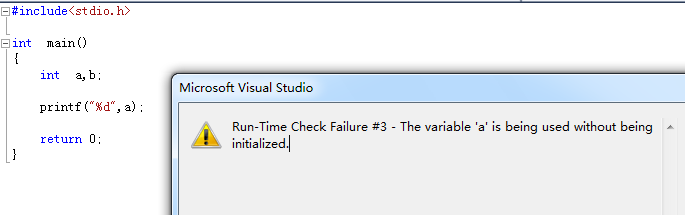 #include<stdio.h>
int  main()
{
int  a,b;
printf("%d",a);
return 0;
}
Microsoft Visual Studio
Run-Time Check Failure #3 - The variable 'a' is being used without being
initialized.